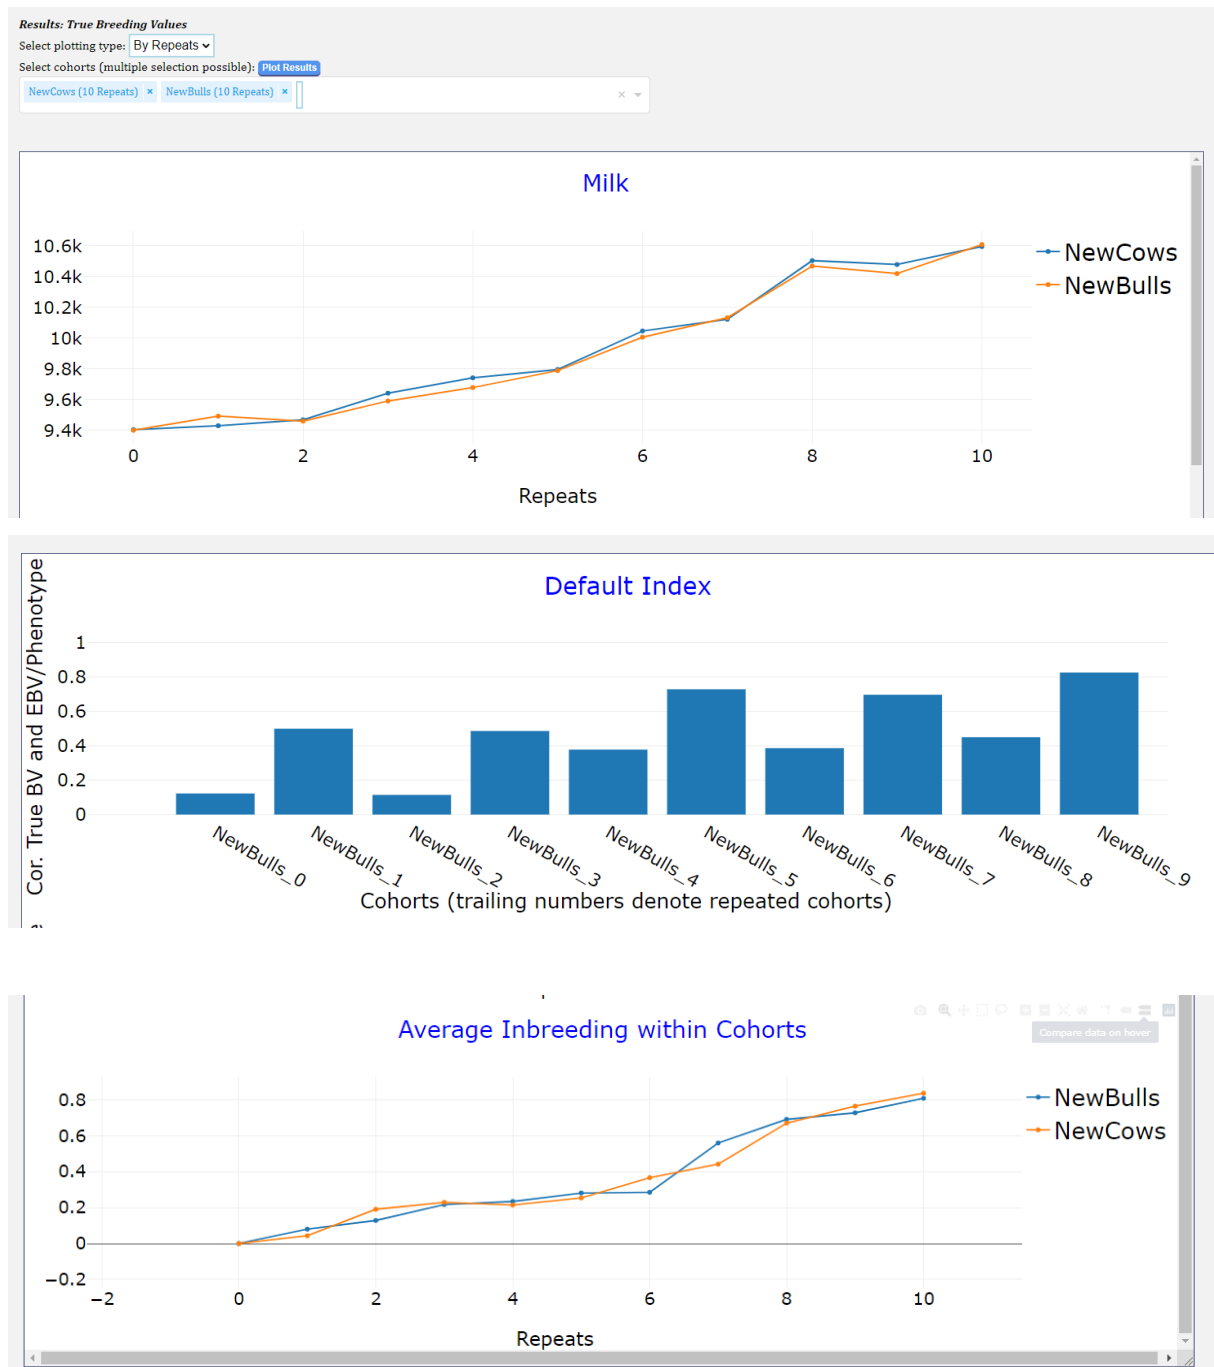 Results: True Breeding Values
Select plotting type: By Repeats
Select cohorts (multiple selection possible): Plot Results
NewCows (10 Repeats) × NewBulls (10 Repeats) ×
Milk
10.6k
10.4k
10.2k
10k
9.8k
9.6k
9.4k
0 2 4 6 8 10
Repeats
NewCows
NewBulls
Default Index
Cor. True BV and EBV/Phenotype
1
0.8
0.6
0.4
0.2
0
NewBulls_0
NewBulls_1
NewBulls_2
NewBulls_3
NewBulls_4
NewBulls_5
NewBulls_6
NewBulls_7
NewBulls_8
NewBulls_9
Cohorts (trailing numbers denote repeated cohorts)
Average Inbreeding within Cohorts
Compare data on hover
0.8
0.6
0.4
0.2
0
−0.2
−2 0 2 4 6 8 10
Repeats
NewBulls
NewCows